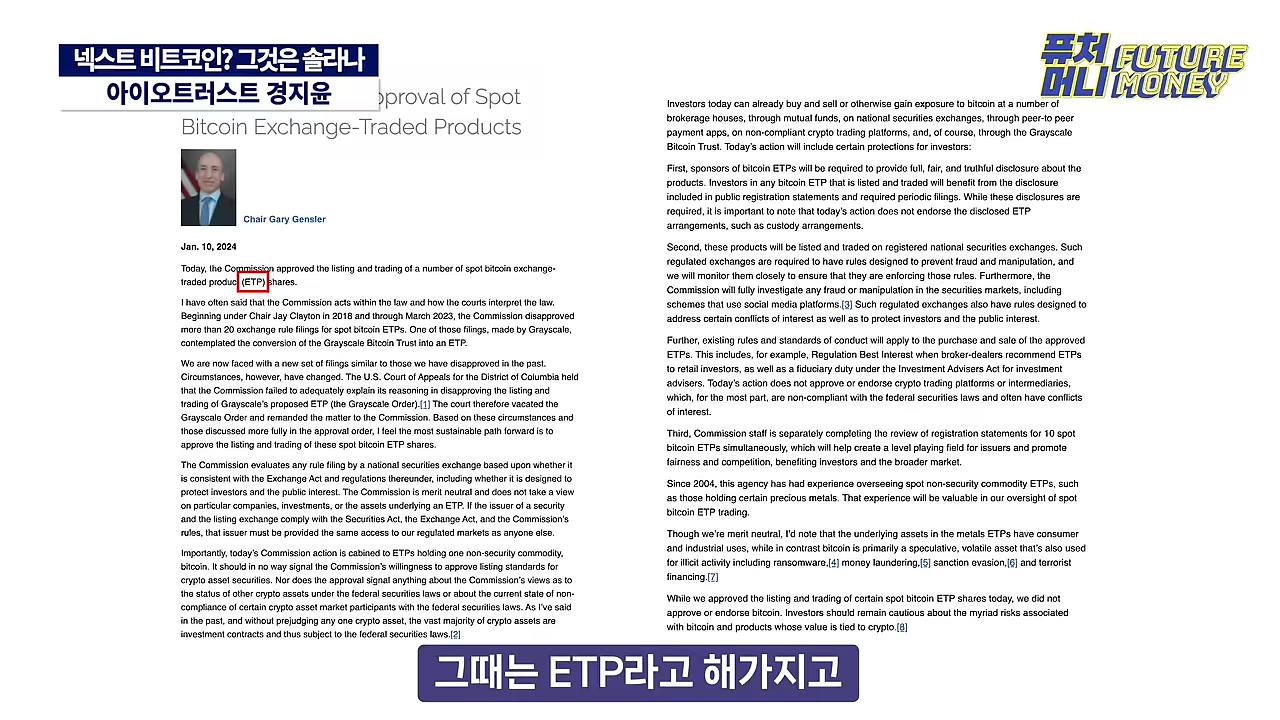 넥스트 비트코인? 그것은 솔라나
아이오트러스트 경지윤
퓨처
머니
FUTURE
MONEY
pproval of Spot
Bitcoin Exchange-Traded Products
Chair Gary Gensler
Jan. 10, 2024
Today, the Commission approved the listing and trading of a number of spot bitcoin exchange-
traded produc (ETP) shares.
I have often said that the Commission acts within the law and how the courts interpret the law.
Beginning under Chair Jay Clayton in 2018 and through March 2023, the Commission disapproved
more than 20 exchange rule filings for spot bitcoin ETPs. One of those filings, made by Grayscale,
contemplated the conversion of the Grayscale Bitcoin Trust into an ETP.
We are now faced with a new set of filings similar to those we have disapproved in the past.
Circumstances, however, have changed. The U.S. Court of Appeals for the District of Columbia held
that the Commission failed to adequately explain its reasoning in disapproving the listing and
trading of Grayscale's proposed ETP (the Grayscale Order).[1] The court therefore vacated the
Grayscale Order and remanded the matter to the Commission. Based on these circumstances and
those discussed more fully in the approval order, I feel the most sustainable path forward is to
approve the listing and trading of these spot bitcoin ETP shares.
The Commission evaluates any rule filing by a national securities exchange based upon whether it
is consistent with the Exchange Act and regulations thereunder, including whether it is designed to
protect investors and the public interest. The Commission is merit neutral and does not take a view
on particular companies, investments, or the assets underlying an ETP. If the issuer of a security
and the listing exchange comply with the Securities Act, the Exchange Act, and the Commission's
rules, that issuer must be provided the same access to our regulated markets as anyone else.
Importantly, today's Commission action is cabined to ETPs holding one non-security commodity,
bitcoin. It should in no way signal the Commission's willingness to approve listing standards for
crypto asset securities. Nor does the approval signal anything about the Commission's views as to
the status of other crypto assets under the federal securities laws or about the current state of non-
compliance of certain crypto asset market participants with the federal securities laws. As I've said
in the past, and without prejudging any one crypto asset, the vast majority of crypto assets are
investment contracts and thus subject to the federal securities laws.[2]
Investors today can already buy and sell or otherwise gain exposure to bitcoin at a number of
brokerage houses, through mutual funds, on national securities exchanges, through peer-to peer
payment apps, on non-compliant crypto trading platforms, and, of course, through the Grayscale
Bitcoin Trust. Today's action will include certain protections for investors:
First, sponsors of bitcoin ETPs will be required to provide full, fair, and truthful disclosure about the
products. Investors in any bitcoin ETP that is listed and traded will benefit from the disclosure
included in public registration statements and required periodic filings. While these disclosures are
required, it is important to note that today's action does not endorse the disclosed ETP
arrangements, such as custody arrangements.
Second, these products will be listed and traded on registered national securities exchanges. Such
regulated exchanges are required to have rules designed to prevent fraud and manipulation, and
we will monitor them closely to ensure that they are enforcing those rules. Furthermore, the
Commission will fully investigate any fraud or manipulation in the securities markets, including
schemes that use social media platforms.[3] Such regulated exchanges also have rules designed to
address certain conflicts of interest as well as to protect investors and the public interest.
Further, existing rules and standards of conduct will apply to the purchase and sale of the approved
ETPs. This includes, for example, Regulation Best Interest when broker-dealers recommend ETPs
to retail investors, as well as a fiduciary duty under the Investment Advisers Act for investment
advisers. Today's action does not approve or endorse crypto trading platforms or intermediaries,
which, for the most part, are non-compliant with the federal securities laws and often have conflicts
of interest.
Third, Commission staff is separately completing the review of registration statements for 10 spot
bitcoin ETPs simultaneously, which will help create a level playing field for issuers and promote
fairness and competition, benefiting investors and the broader market.
Since 2004, this agency has had experience overseeing spot non-security commodity ETPs, such
as those holding certain precious metals. That experience will be valuable in our oversight of spot
bitcoin ETP trading.
Though we're merit neutral, I'd note that the underlying assets in the metals ETPs have consumer
and industrial uses, while in contrast bitcoin is primarily a speculative, volatile asset that's also used
for illicit activity including ransomware,[4] money laundering,[5] sanction evasion,[6] and terrorist
financing.[7]
While we approved the listing and trading of certain spot bitcoin ETP shares today, we did not
approve or endorse bitcoin. Investors should remain cautious about the myriad risks associated
with bitcoin and products whose value is tied to crypto.[8]
그때는 ETP라고 해가지고